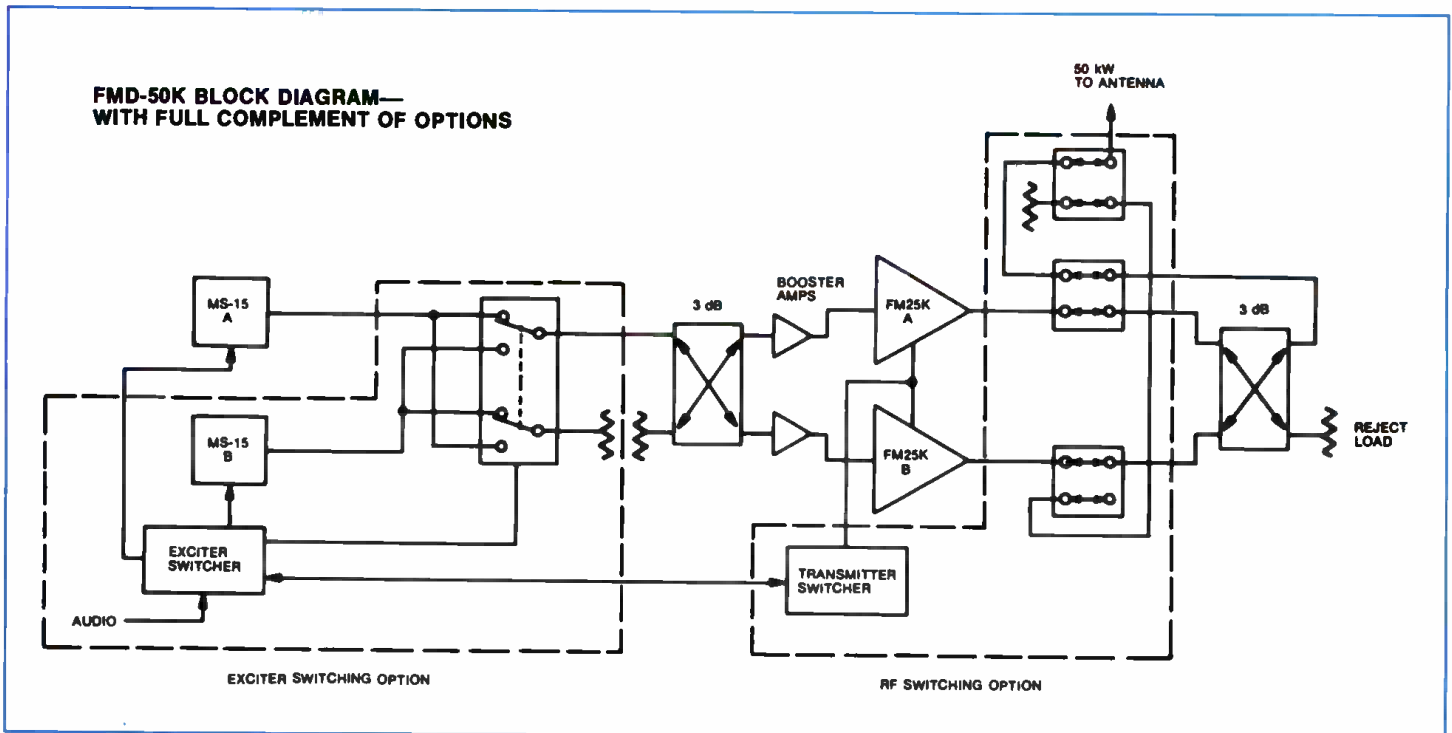 FMD-50K BLOCK DIAGRAM—
WITH FULL COMPLEMENT OF OPTIONS
50 kW
TO ANTENNA
MS-15
A
MS-15
B
EXCITER
SWITCHER
AUDIO
EXCITER SWITCHING OPTION
3 dB
BOOSTER
AMPS
FM25K
A
FM25K
B
TRANSMITTER
SWITCHER
RF SWITCHING OPTION
3 dB
REJECT
LOAD